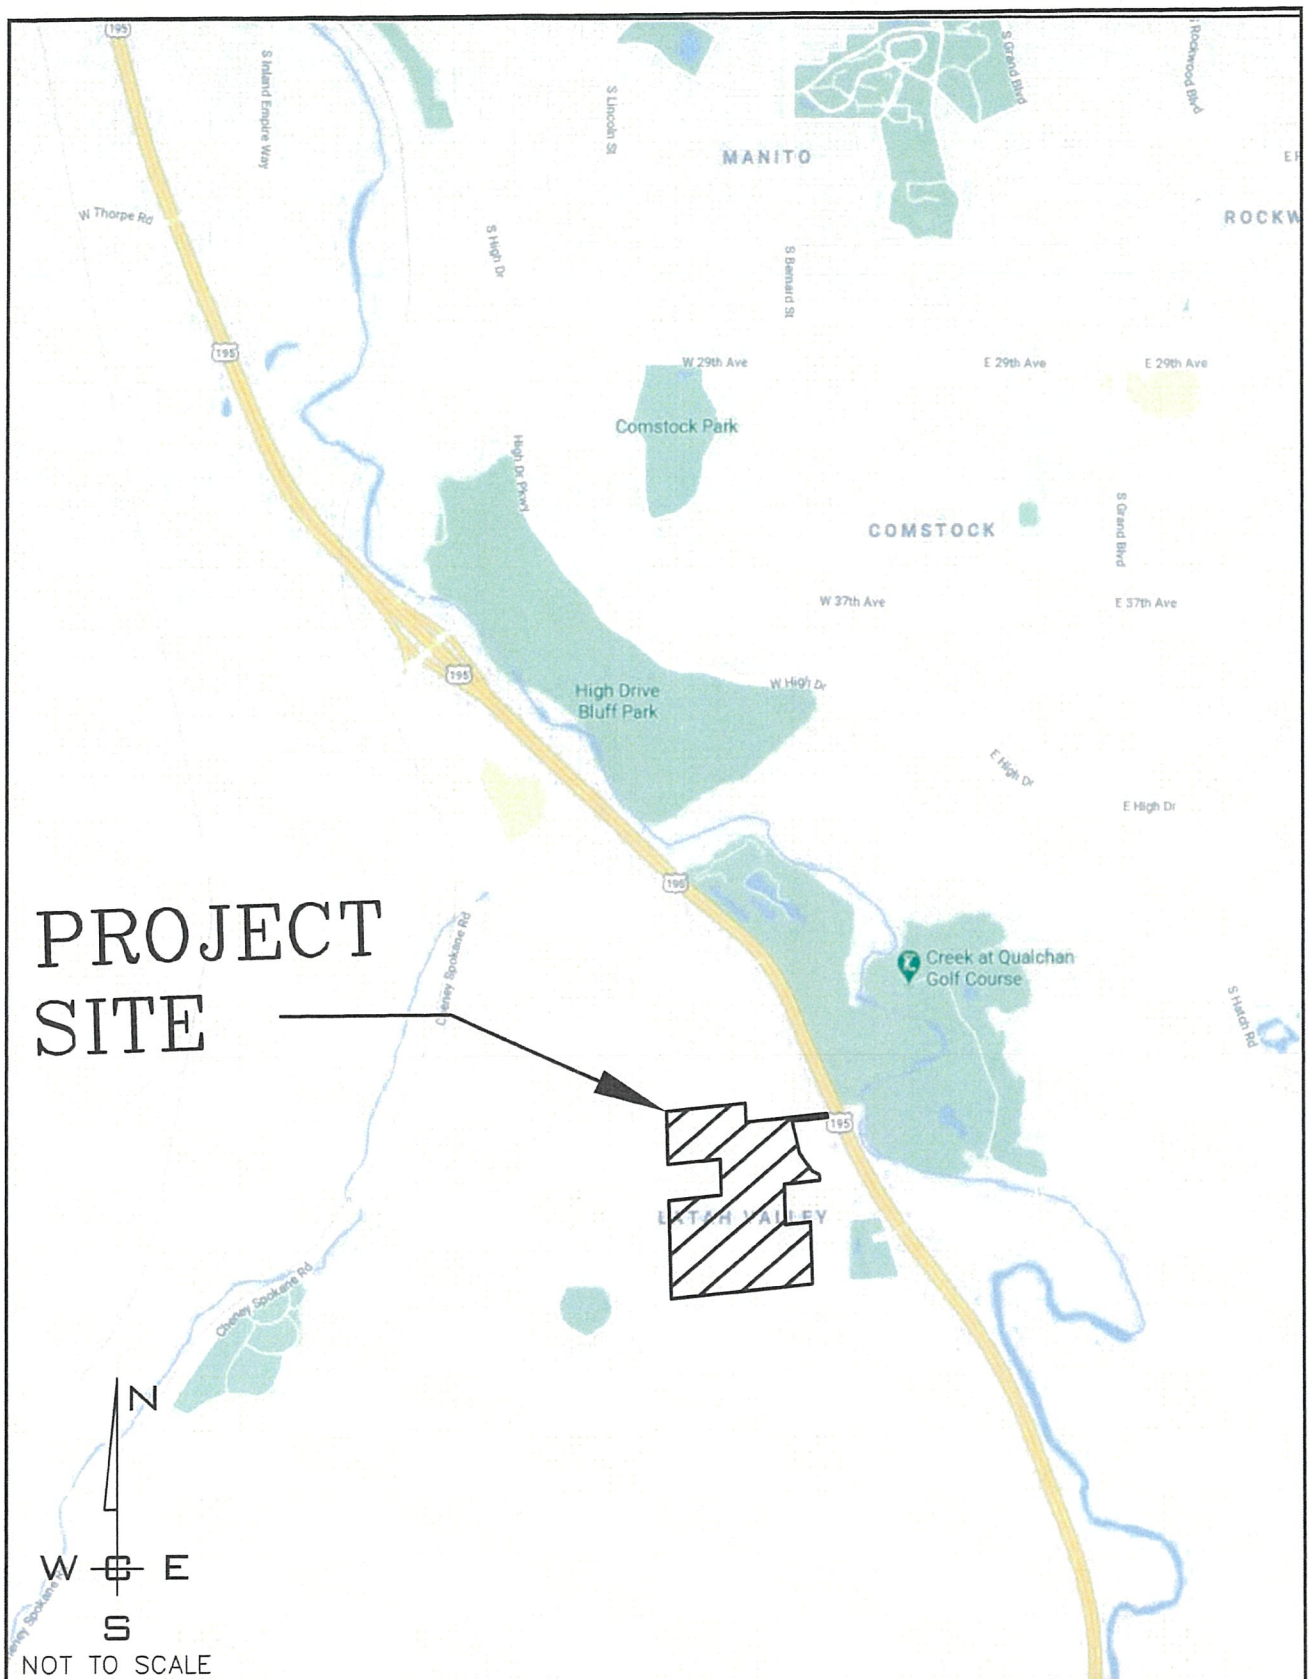 195
S Inland Empire Way
S Lincoln St
S Grand Blvd
Rockwood Blvd
MANITO
W Thorpe Rd
ROCKW
S High Dr
S Bernard St
195
W 29th Ave
E 29th Ave
E 29th Ave
Comstock Park
High Dr Pkwy
COMSTOCK
S Grand Blvd
W 37th Ave
E 37th Ave
195
High Drive
Bluff Park
W High Dr
E High Dr
E High Dr
195
PROJECT
SITE
Cheney Spokane Rd
Creek at Qualchan
Golf Course
S Hatch Rd
195
LATAH VALLEY
Cheney Spokane Rd
N
W E
S
NOT TO SCALE